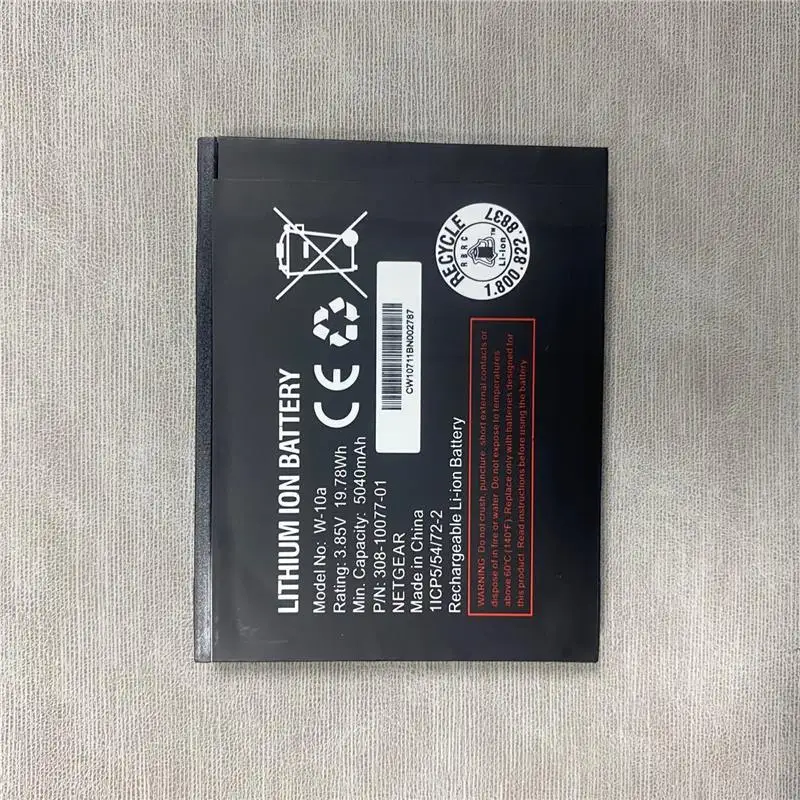 LITHIUM ION BATTERY
Model No: W-10a
Rating: 3.85V 19.78Wh
Min. Capacity: 5040mAh
P/N: 308-10077-01
NETGEAR
Made in China
1ICP5/54/72-2
Rechargeable Li-ion Battery
CE
CW10711BN002787
RECYCLE
RBRC
Li-Ion
TM
1.800.822.8837
WARNING: Do not crush, puncture, short external contacts or
dispose of in fire or water. Do not expose to temperatures
above 60°C (140°F). Replace only with batteries designed for
this product. Read instructions before using the battery.